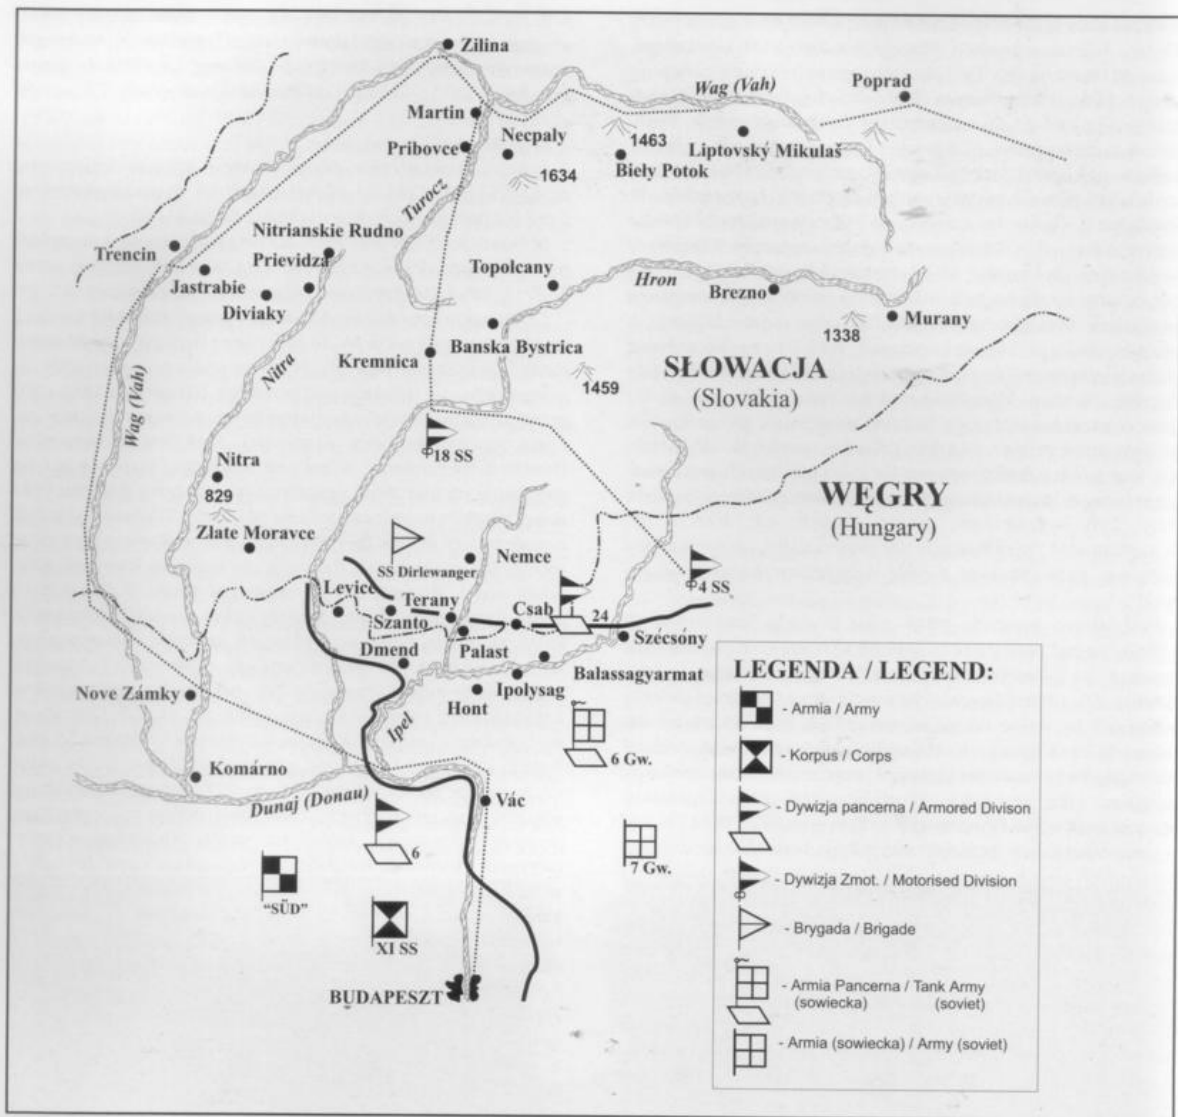 Zilina
Wag (Vah)
Poprad
Martin
Necpaly
1463
Liptovský Mikulaš
Pribovce
Biely Potok
1634
Turocz
Trencin
Nitrianskie Rudno
Prievidza
Jastrabie
Diviaky
Topolcany
Hron
Brezno
Murany
1338
Banska Bystrica
Kremnica
1459
SŁOWACJA
(Slovakia)
Nitra
Wag (Vah)
18 SS
Nitra
829
WĘGRY
(Hungary)
Zlate Moravce
SS Dirlewanger
Nemce
4 SS
Levice
Terany
Szanto
Csab
24
Szécsóny
Dmend
Palast
Balassagyarmat
Ipolysag
Nove Zámky
Hont
Ipel
6 Gw.
Komárno
Dunaj (Donau)
Vác
6
7 Gw.
"SÜD"
XI SS
BUDAPESZT
LEGENDA / LEGEND:
- Armia / Army
- Korpus / Corps
- Dywizja pancerna / Armored Divison
- Dywizja Zmot. / Motorised Division
- Brygada / Brigade
- Armia Pancerna / Tank Army
(sowiecka) (soviet)
- Armia (sowiecka) / Army (soviet)